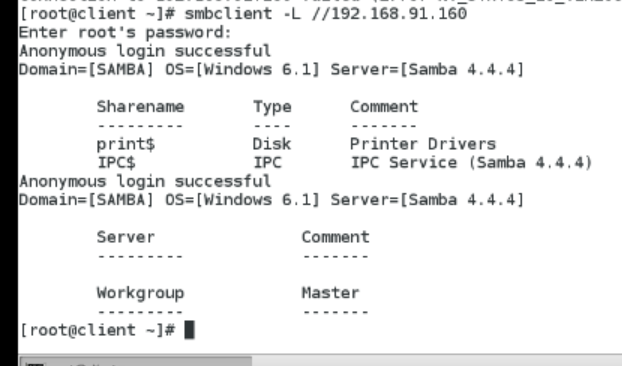 [root@client ~]# smbclient -L //192.168.91.160
Enter root's password:
Anonymous login successful
Domain=[SAMBA] OS=[Windows 6.1] Server=[Samba 4.4.4]
Sharename Type Comment
--------- ---- -------
print$ Disk Printer Drivers
IPC$ IPC IPC Service (Samba 4.4.4)
Anonymous login successful
Domain=[SAMBA] OS=[Windows 6.1] Server=[Samba 4.4.4]
Server Comment
--------- -------
Workgroup Master
--------- -------
[root@client ~]#